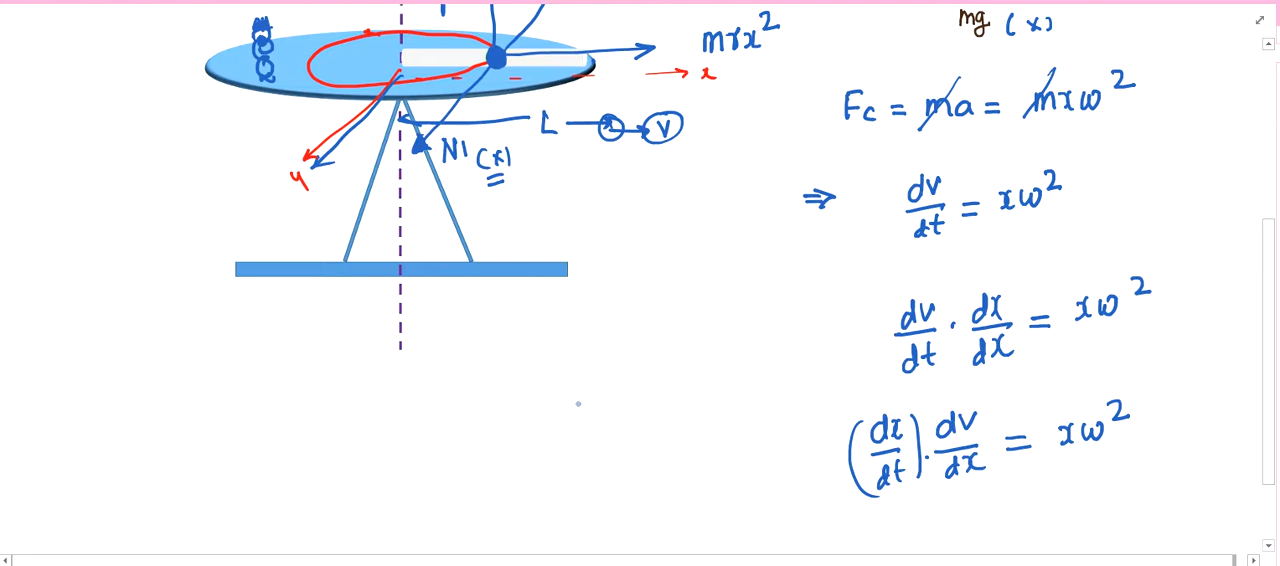 mg (x)
mrx²
x
L V
N1 (x)
y
Fc = ma = mxω²
⇒ dv/dt = xω²
dv/dt · dx/dx = xω²
(dx/dt) · dv/dx = xω²